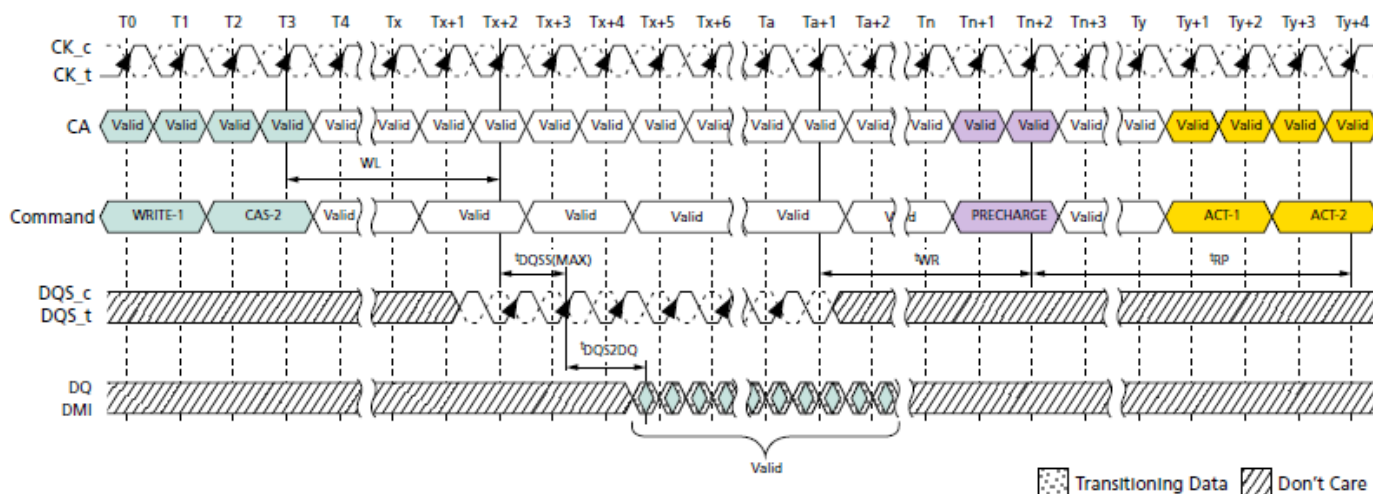 T0 T1 T2 T3 T4 Tx Tx+1 Tx+2 Tx+3 Tx+4 Tx+5 Tx+6 Ta Ta+1 Ta+2 Tn Tn+1 Tn+2 Tn+3 Ty Ty+1 Ty+2 Ty+3 Ty+4
CK_c
CK_t
CA Valid Valid Valid Valid Valid Valid Valid Valid Valid Valid Valid Valid Valid Valid Valid Valid Valid Valid Valid Valid Valid Valid Valid Valid
WL
Command WRITE-1 CAS-2 Valid Valid Valid Valid Valid PRECHARGE Valid ACT-1 ACT-2
tDQSS(MAX) tWR tRP
DQS_c
DQS_t
tDQS2DQ
DQ
DMI
Valid
Transitioning Data Don't Care